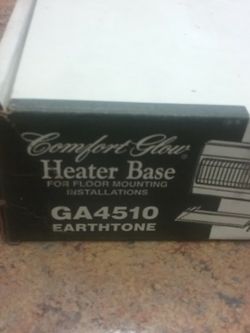 Comfort Glow®
Heater Base
FOR FLOOR MOUNTING
INSTALLATIONS
GA4510
EARTHTONE